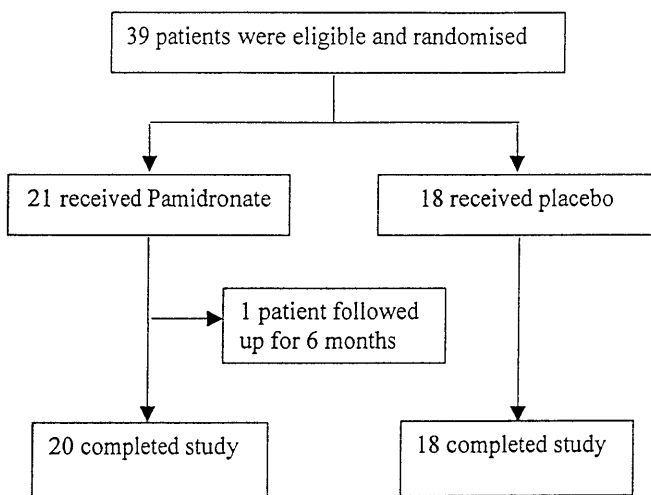 39 patients were eligible and randomised
21 received Pamidronate
18 received placebo
1 patient followed
up for 6 months
20 completed study
18 completed study